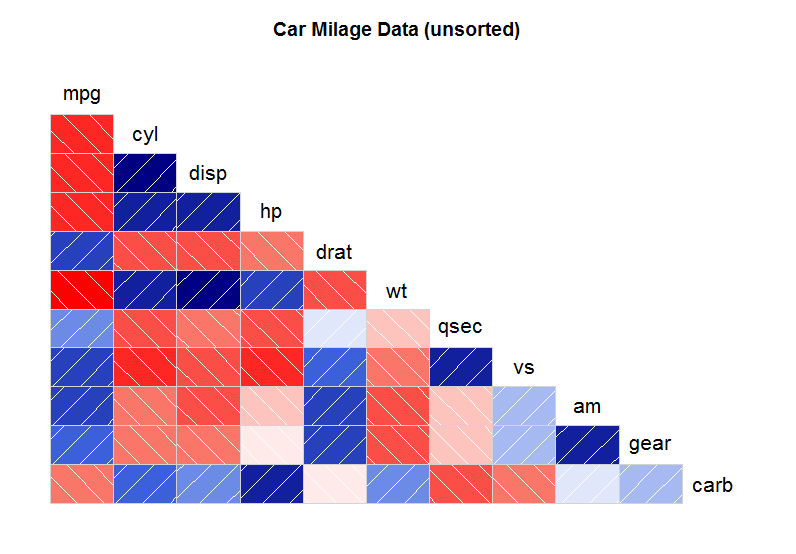 Car Milage Data (unsorted)
mpg
cyl
disp
hp
drat
wt
qsec
vs
am
gear
carb